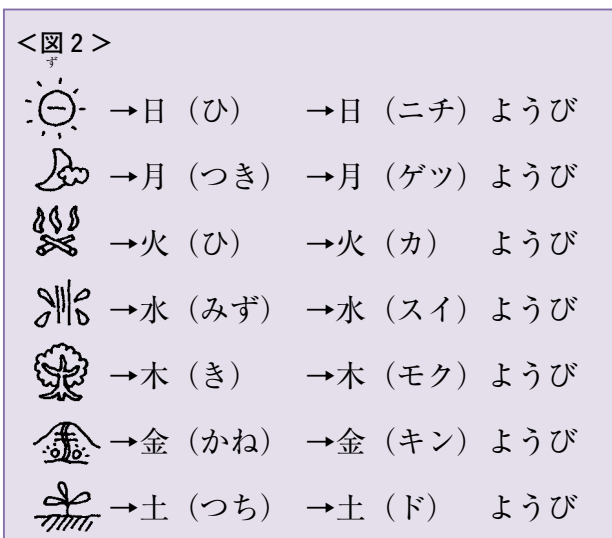 <図2>
ず
→日（ひ） →日（ニチ）ようび
→月（つき） →月（ゲツ）ようび
→火（ひ） →火（カ） ようび
→水（みず） →水（スイ）ようび
→木（き） →木（モク）ようび
→金（かね） →金（キン）ようび
→土（つち） →土（ド） ようび